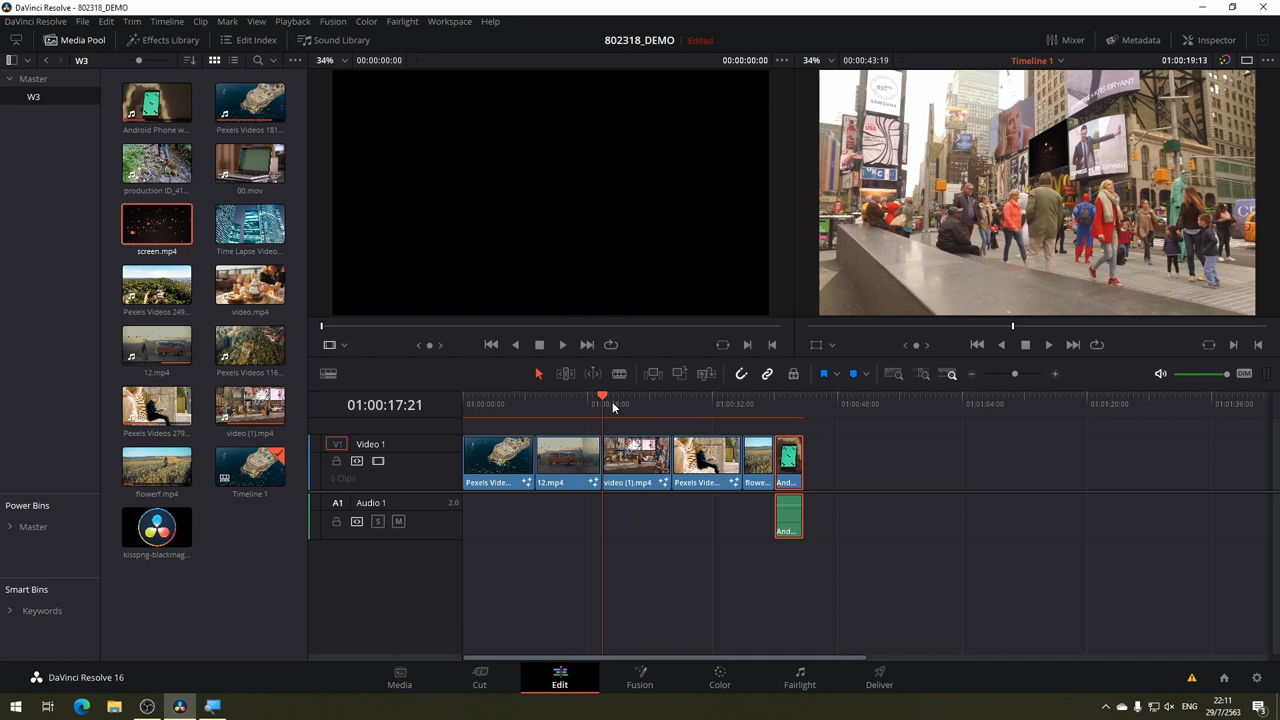 DaVinci Resolve - 802318_DEMO
DaVinci Resolve File Edit Trim Timeline Clip Mark View Playback Fusion Color Fairlight Workspace Help
Media Pool Effects Library Edit Index Sound Library 802318_DEMO Edited Mixer Metadata Inspector
W3 34% 00:00:00:00 00:00:00:00 34% 00:00:43:19 Timeline 1 01:00:19:13
Master
W3
Android Phone w... Pexels Videos 181...
production ID_41... 00.mov
screen.mp4 Time Lapse Video...
Pexels Videos 249... video.mp4
12.mp4 Pexels Videos 116...
Pexels Videos 279... video (1).mp4
flowerf.mp4 Timeline 1
kisspng-blackmag...
Power Bins
Master
Smart Bins
Keywords
SAMSUNG
DIM
01:00:17:21
01:00:00:00 01:00:32:00 01:00:48:00 01:01:04:00 01:01:20:00 01:01:36:00
V1 Video 1
6 Clips
Pexels Vide... 12.mp4 video (1).mp4 Pexels Vide... flowe... And...
A1 Audio 1 2.0
S M
And...
DaVinci Resolve 16
Media Cut Edit Fusion Color Fairlight Deliver
ENG
22:11
29/7/2563
3